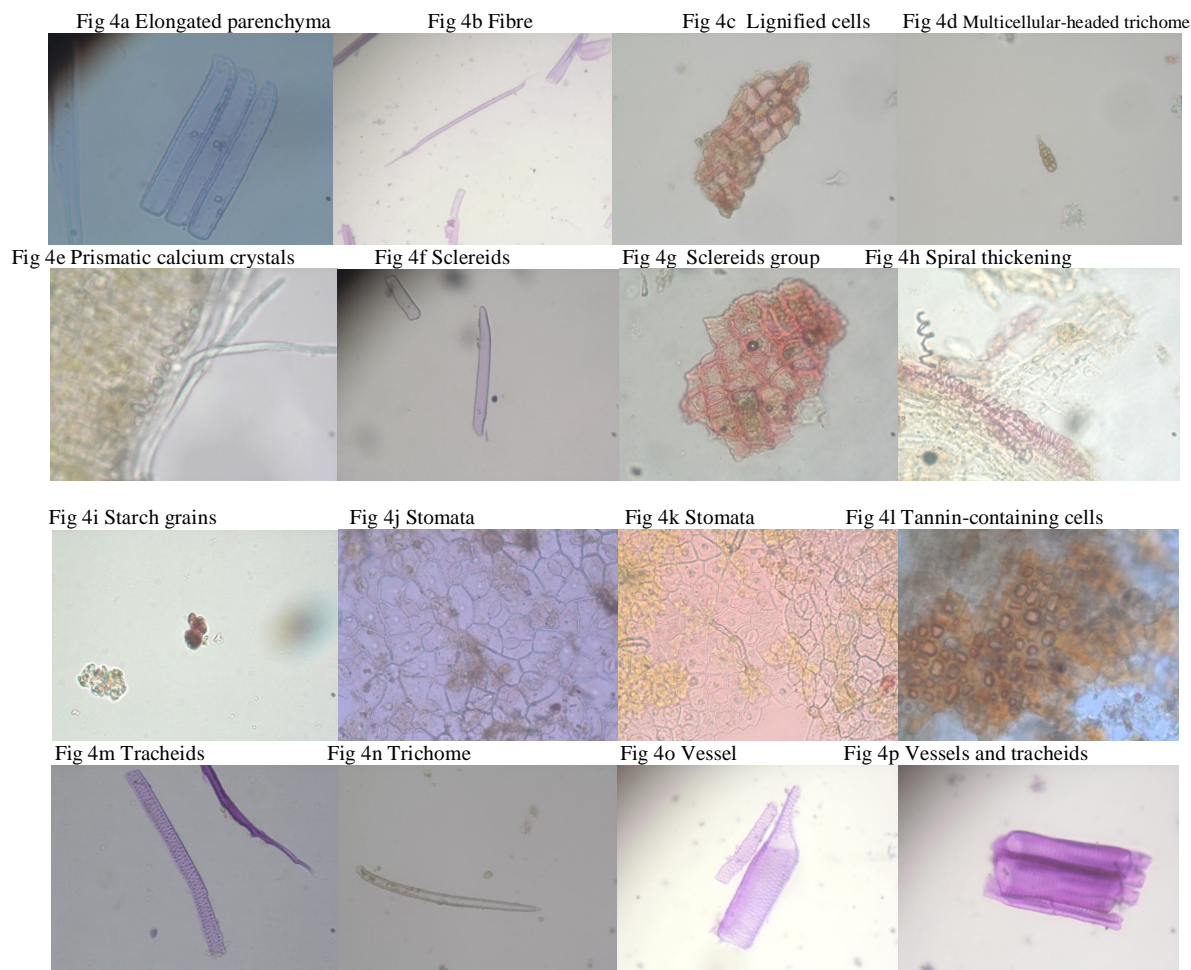 Fig 4a Elongated parenchyma
Fig 4b Fibre
Fig 4c Lignified cells
Fig 4d Multicellular-headed trichome
Fig 4e Prismatic calcium crystals
Fig 4f Sclereids
Fig 4g Sclereids group
Fig 4h Spiral thickening
Fig 4i Starch grains
Fig 4j Stomata
Fig 4k Stomata
Fig 4l Tannin-containing cells
Fig 4m Tracheids
Fig 4n Trichome
Fig 4o Vessel
Fig 4p Vessels and tracheids